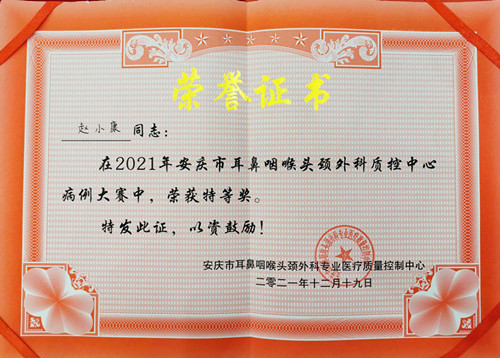 荣誉证书
赵小康 同志：
在2021年安庆市耳鼻咽喉头颈外科质控中心
病例大赛中，荣获特等奖。
特发此证，以资鼓励！
安庆市耳鼻咽喉头颈外科专业医疗质量控制中心
二零二一年十二月十九日